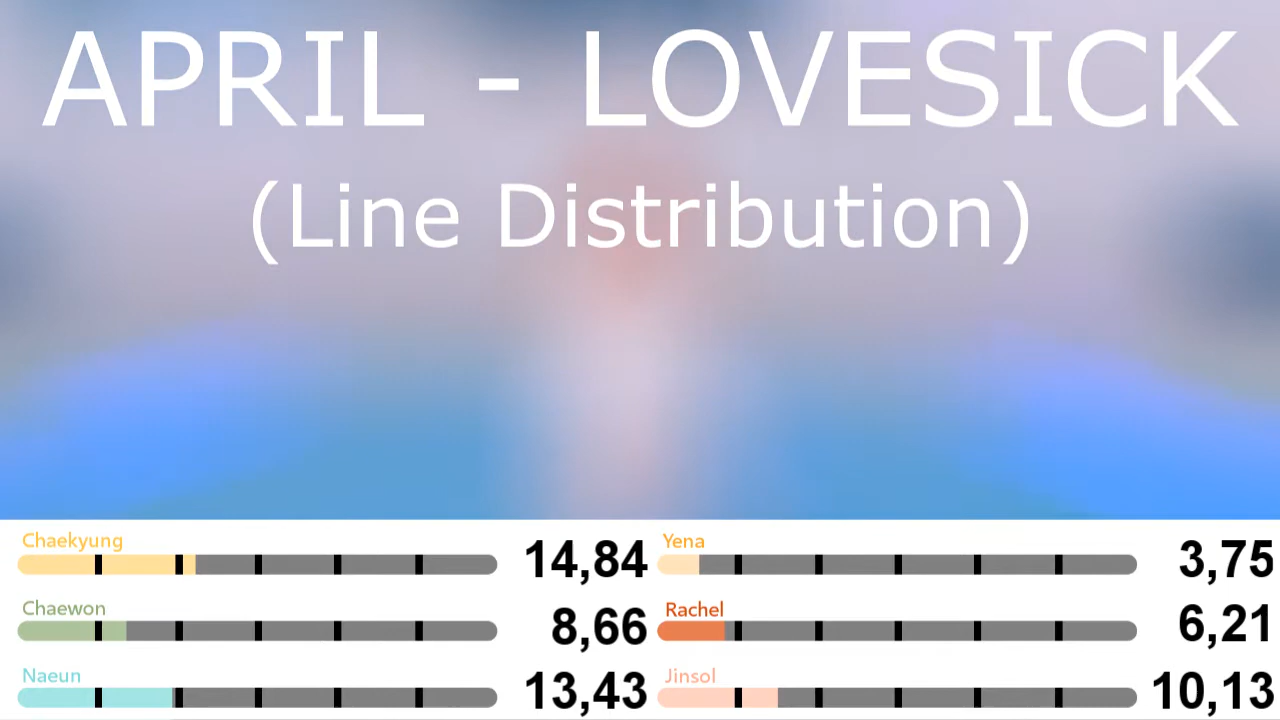 APRIL - LOVESICK
(Line Distribution)
Chaekyung 14,84 Yena 3,75
Chaewon 8,66 Rachel 6,21
Naeun 13,43 Jinsol 10,13